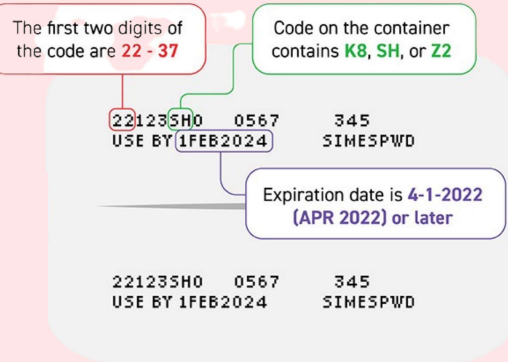 The first two digits of
the code are 22 - 37
Code on the container
contains K8, SH, or Z2
22123SH0 0567 345
USE BY 1FEB2024 SIMESPWD
Expiration date is 4-1-2022
(APR 2022) or later
22123SH0 0567 345
USE BY 1FEB2024 SIMESPWD